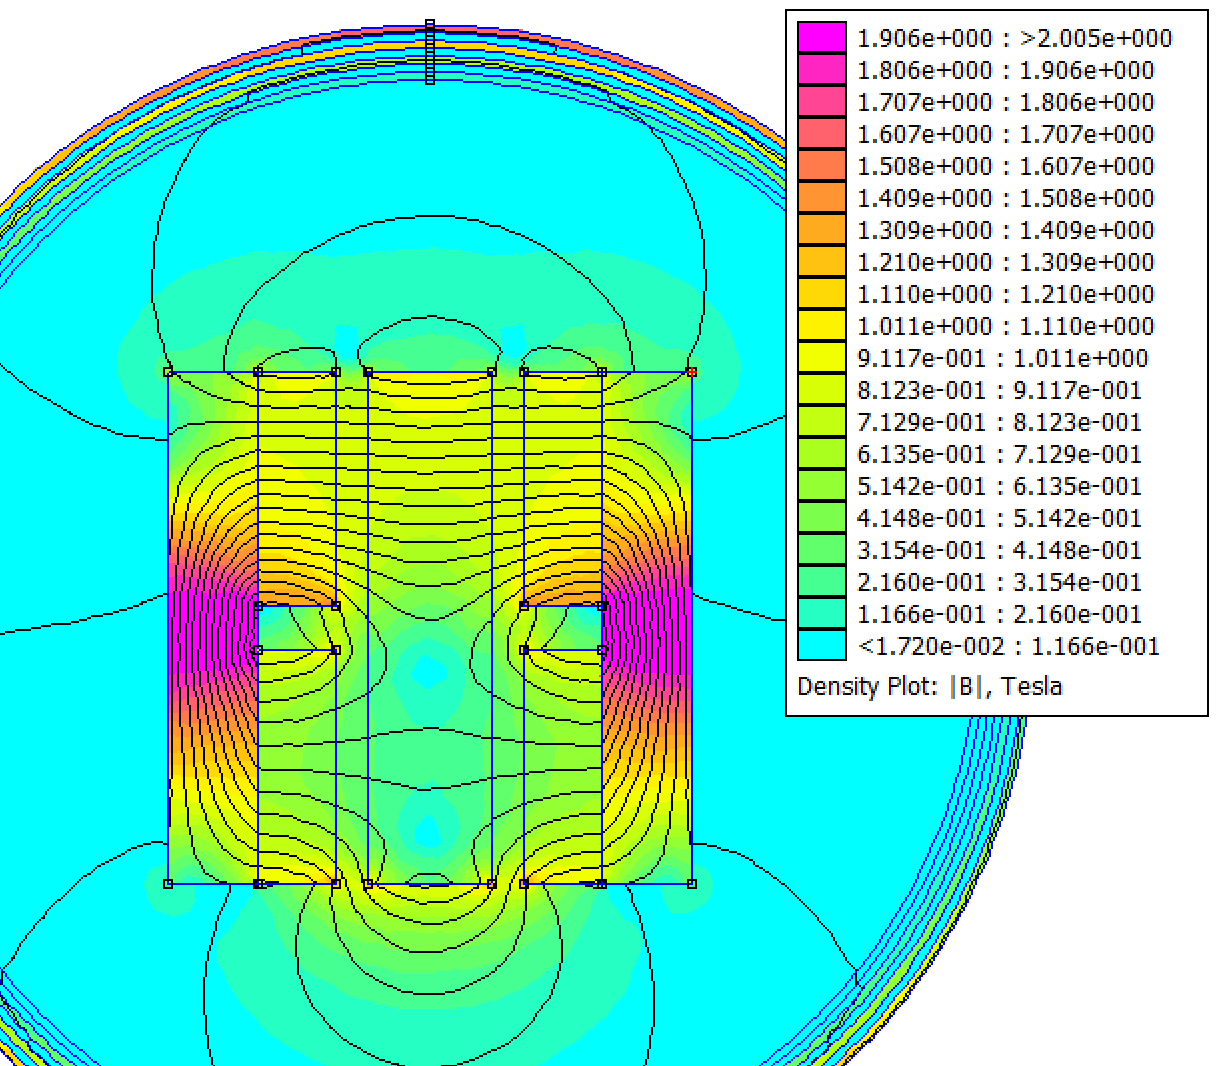 1.906e+000 : >2.005e+000
1.806e+000 : 1.906e+000
1.707e+000 : 1.806e+000
1.607e+000 : 1.707e+000
1.508e+000 : 1.607e+000
1.409e+000 : 1.508e+000
1.309e+000 : 1.409e+000
1.210e+000 : 1.309e+000
1.110e+000 : 1.210e+000
1.011e+000 : 1.110e+000
9.117e-001 : 1.011e+000
8.123e-001 : 9.117e-001
7.129e-001 : 8.123e-001
6.135e-001 : 7.129e-001
5.142e-001 : 6.135e-001
4.148e-001 : 5.142e-001
3.154e-001 : 4.148e-001
2.160e-001 : 3.154e-001
1.166e-001 : 2.160e-001
<1.720e-002 : 1.166e-001
Density Plot: |B|, Tesla